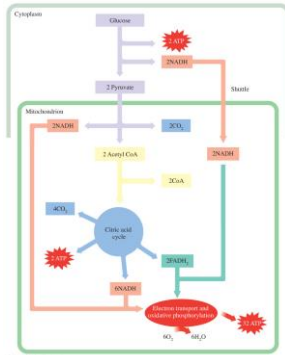 Cytoplasm
Glucose
2 ATP
2NADH
2 Pyruvate
Shuttle
Mitochondrion
2NADH
2CO₂
2 Acetyl CoA
2NADH
2CoA
4CO₂
Citric acid
cycle
2 ATP
2FADH₂
6NADH
Electron transport and
oxidative phosphorylation
32 ATP
6O₂
6H₂O